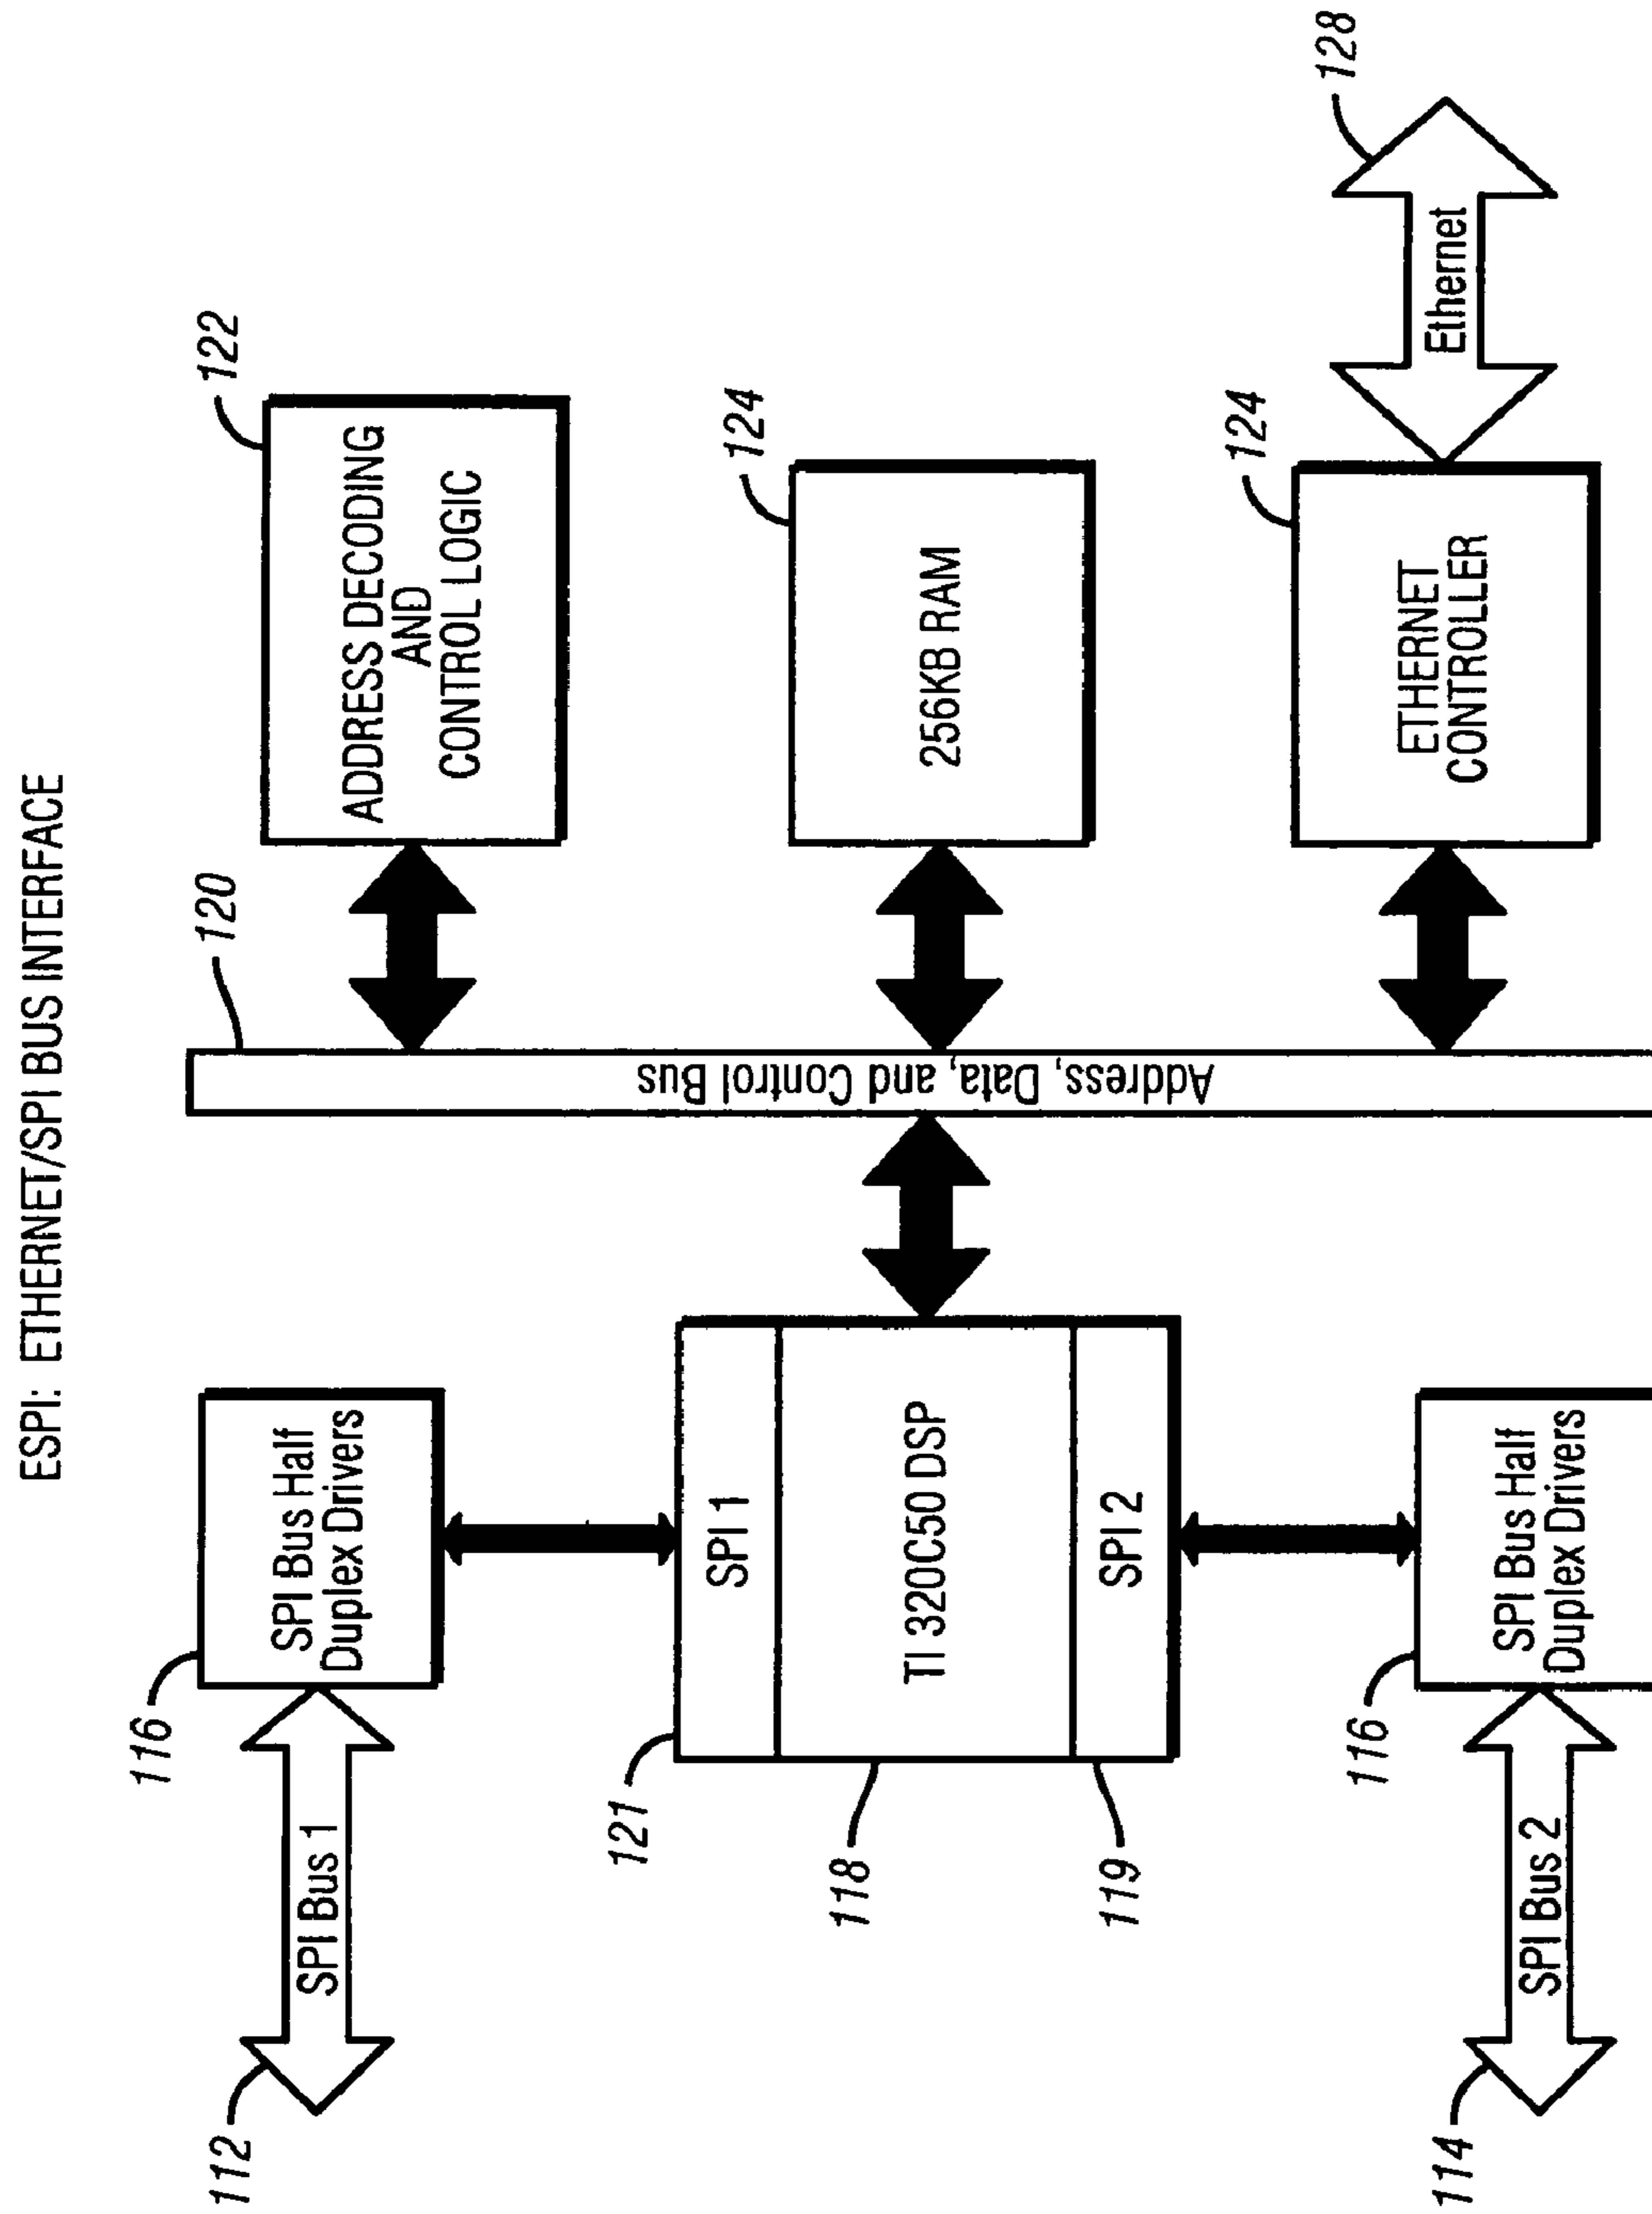 ESPI: ETHERNET/SPI BUS INTERFACE
112
SPI Bus 1
116
SPI Bus Half
Duplex Drivers
120
122
ADDRESS DECODING
AND
CONTROL LOGIC
121
SPI 1
118
TI 320C50 DSP
119
SPI 2
Address, Data, and Control Bus
124
256KB RAM
114
SPI Bus 2
116
SPI Bus Half
Duplex Drivers
124
ETHERNET
CONTROLLER
Ethernet
128